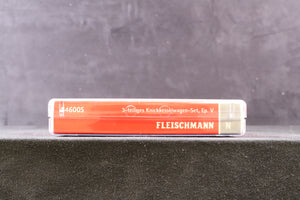 446005
3-teiliges Knickkesselwagen-Set, Ep. V
FLEISCHMANN
N